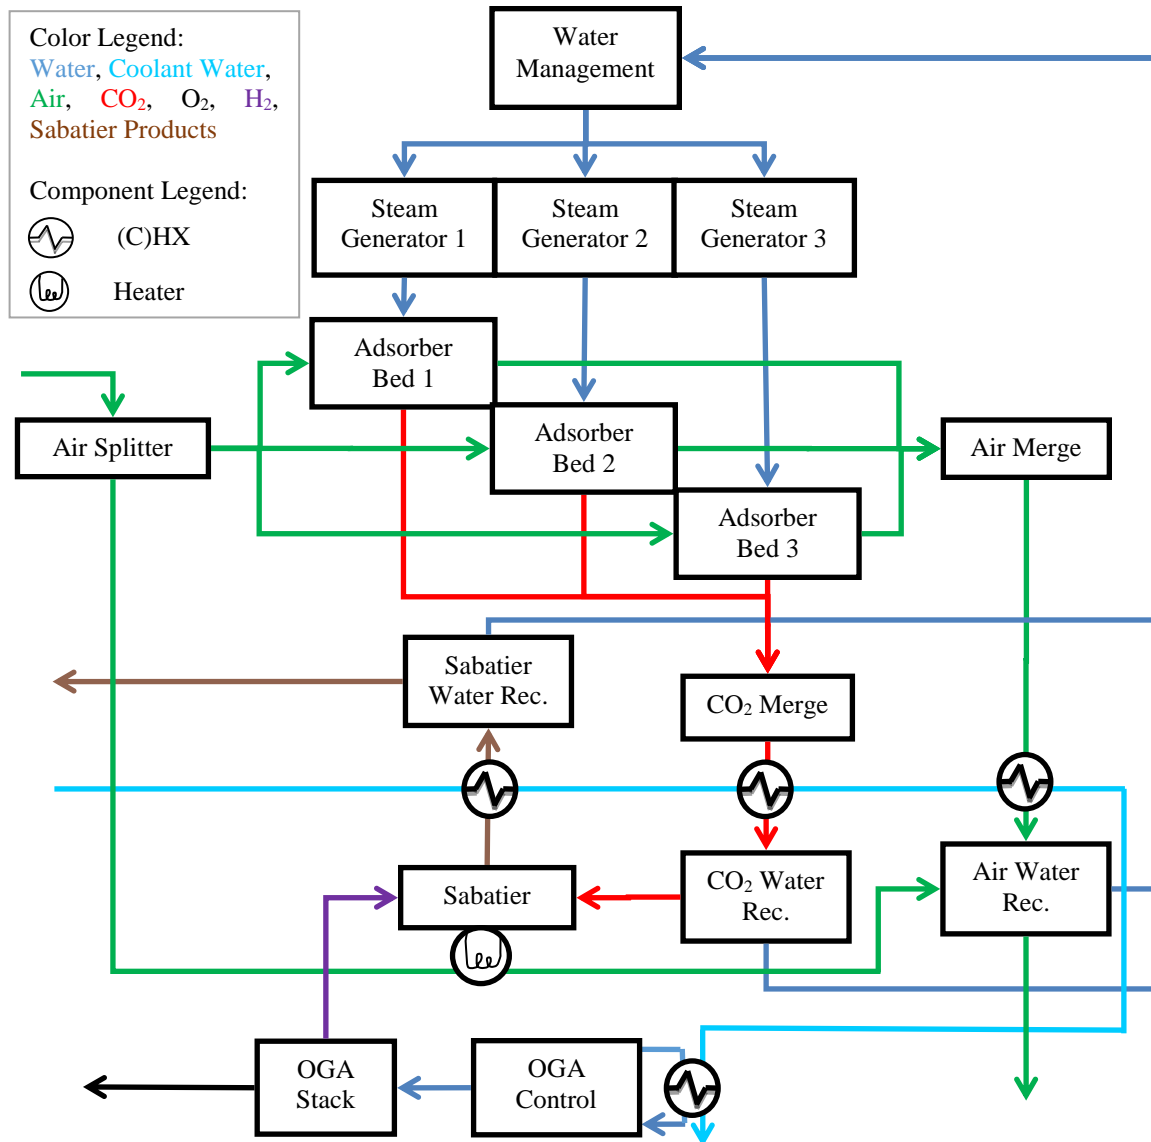 Color Legend:
Water, Coolant Water,
Air, CO₂, O₂, H₂,
Sabatier Products
Component Legend:
(C)HX
Heater
Water
Management
Steam
Generator 1
Steam
Generator 2
Steam
Generator 3
Adsorber
Bed 1
Air Splitter
Adsorber
Bed 2
Air Merge
Adsorber
Bed 3
Sabatier
Water Rec.
CO₂ Merge
Sabatier
CO₂ Water
Rec.
Air Water
Rec.
OGA
Stack
OGA
Control